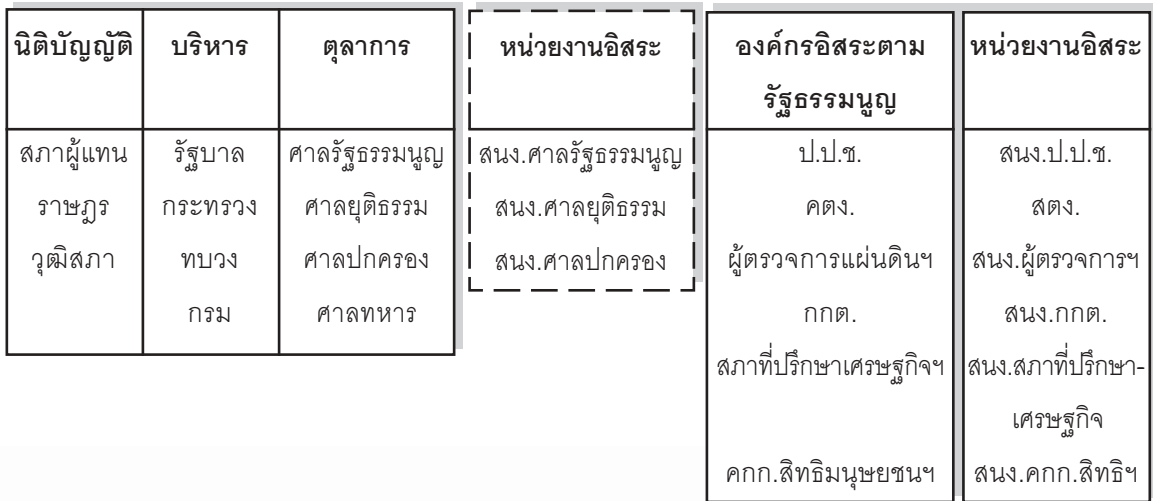 นิติบัญญัติ บริหาร ตุลาการ หน่วยงานอิสระ องค์กรอิสระตาม หน่วยงานอิสระ
รัฐธรรมนูญ
สภาผู้แทน รัฐบาล ศาลรัฐธรรมนูญ สนง.ศาลรัฐธรรมนูญ ป.ป.ช. สนง.ป.ป.ช.
ราษฎร กระทรวง ศาลยุติธรรม สนง.ศาลยุติธรรม คตง. สตง.
วุฒิสภา ทบวง ศาลปกครอง สนง.ศาลปกครอง ผู้ตรวจการแผ่นดินฯ สนง.ผู้ตรวจการฯ
กรม ศาลทหาร กกต. สนง.กกต.
สภาที่ปรึกษาเศรษฐกิจฯ สนง.สภาที่ปรึกษา-
เศรษฐกิจ
คกก.สิทธิมนุษยชนฯ สนง.คกก.สิทธิฯ